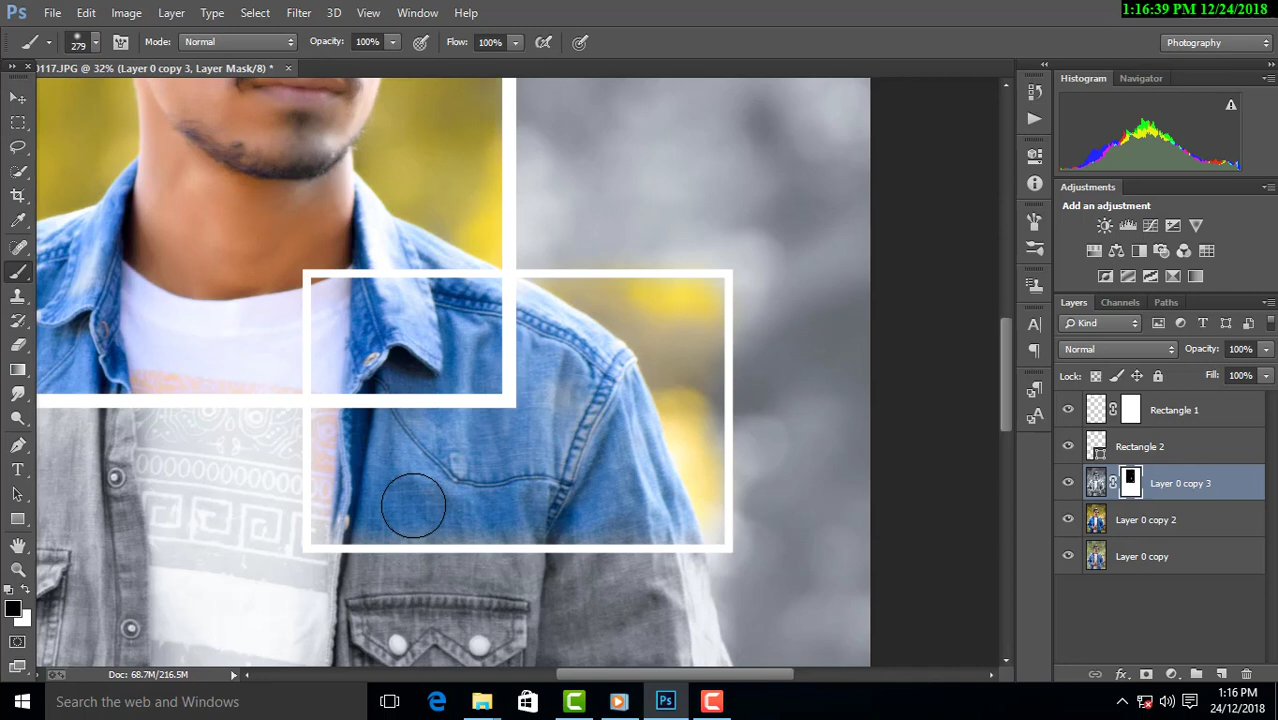 1:16:39 PM 12/24/2018
Ps File Edit Image Layer Type Select Filter 3D View Window Help
279 Mode: Normal Opacity: 100% Flow: 100% Photography
0117.JPG @ 32% (Layer 0 copy 3, Layer Mask/8) * ×
Histogram Navigator
Adjustments
Add an adjustment
Layers Channels Paths
Kind
Normal Opacity: 100%
Lock: Fill: 100%
Rectangle 1
Rectangle 2
Layer 0 copy 3
Layer 0 copy 2
Layer 0 copy
Doc: 68.7M/216.5M
Search the web and Windows
1:16 PM
24/12/2018